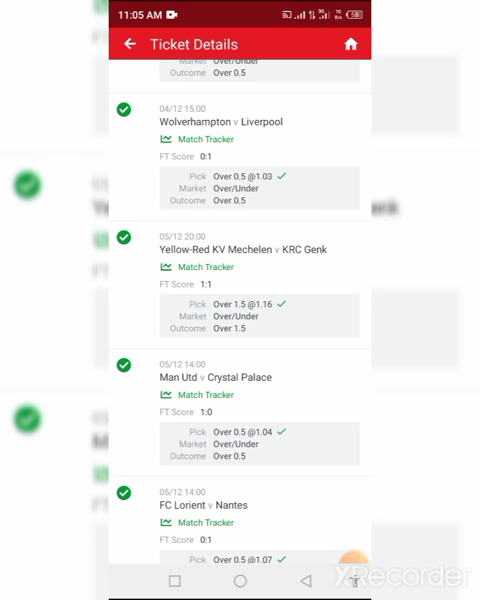 11:05 AM
Ticket Details
Market Over/Under
Outcome Over 0.5
04/12 15:00
Wolverhampton v Liverpool
Match Tracker
FT Score 0:1
Pick Over 0.5 @1.03
Market Over/Under
Outcome Over 0.5
05/12 20:00
Yellow-Red KV Mechelen v KRC Genk
Match Tracker
FT Score 1:1
Pick Over 1.5 @1.16
Market Over/Under
Outcome Over 1.5
05/12 14:00
Man Utd v Crystal Palace
Match Tracker
FT Score 1:0
Pick Over 0.5 @1.04
Market Over/Under
Outcome Over 0.5
05/12 14:00
FC Lorient v Nantes
Match Tracker
FT Score 0:1
Pick Over 0.5 @1.07
XRecorder